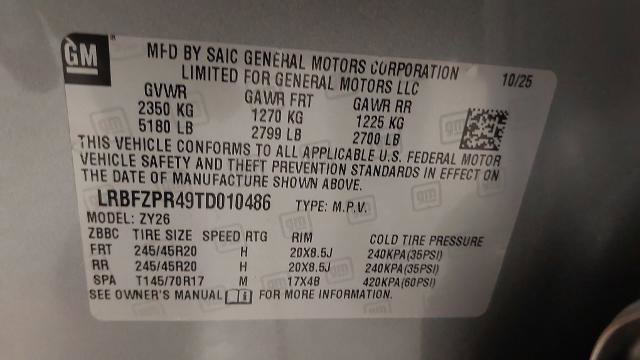 GM
MFD BY SAIC GENERAL MOTORS CORPORATION
LIMITED FOR GENERAL MOTORS LLC
10/25
GVWR GAWR FRT GAWR RR
2350 KG 1270 KG 1225 KG
5180 LB 2799 LB 2700 LB
THIS VEHICLE CONFORMS TO ALL APPLICABLE U.S. FEDERAL MOTOR
VEHICLE SAFETY AND THEFT PREVENTION STANDARDS IN EFFECT ON
THE DATE OF MANUFACTURE SHOWN ABOVE.
LRBFZPR49TD010486 TYPE: M.P.V.
MODEL: ZY26
ZBBC TIRE SIZE SPEED RTG RIM COLD TIRE PRESSURE
FRT 245/45R20 H 20X8.5J 240KPA(35PSI)
RR 245/45R20 H 20X8.5J 240KPA(35PSI)
SPA T145/70R17 M 17X4B 420KPA(60PSI)
SEE OWNER'S MANUAL FOR MORE INFORMATION.